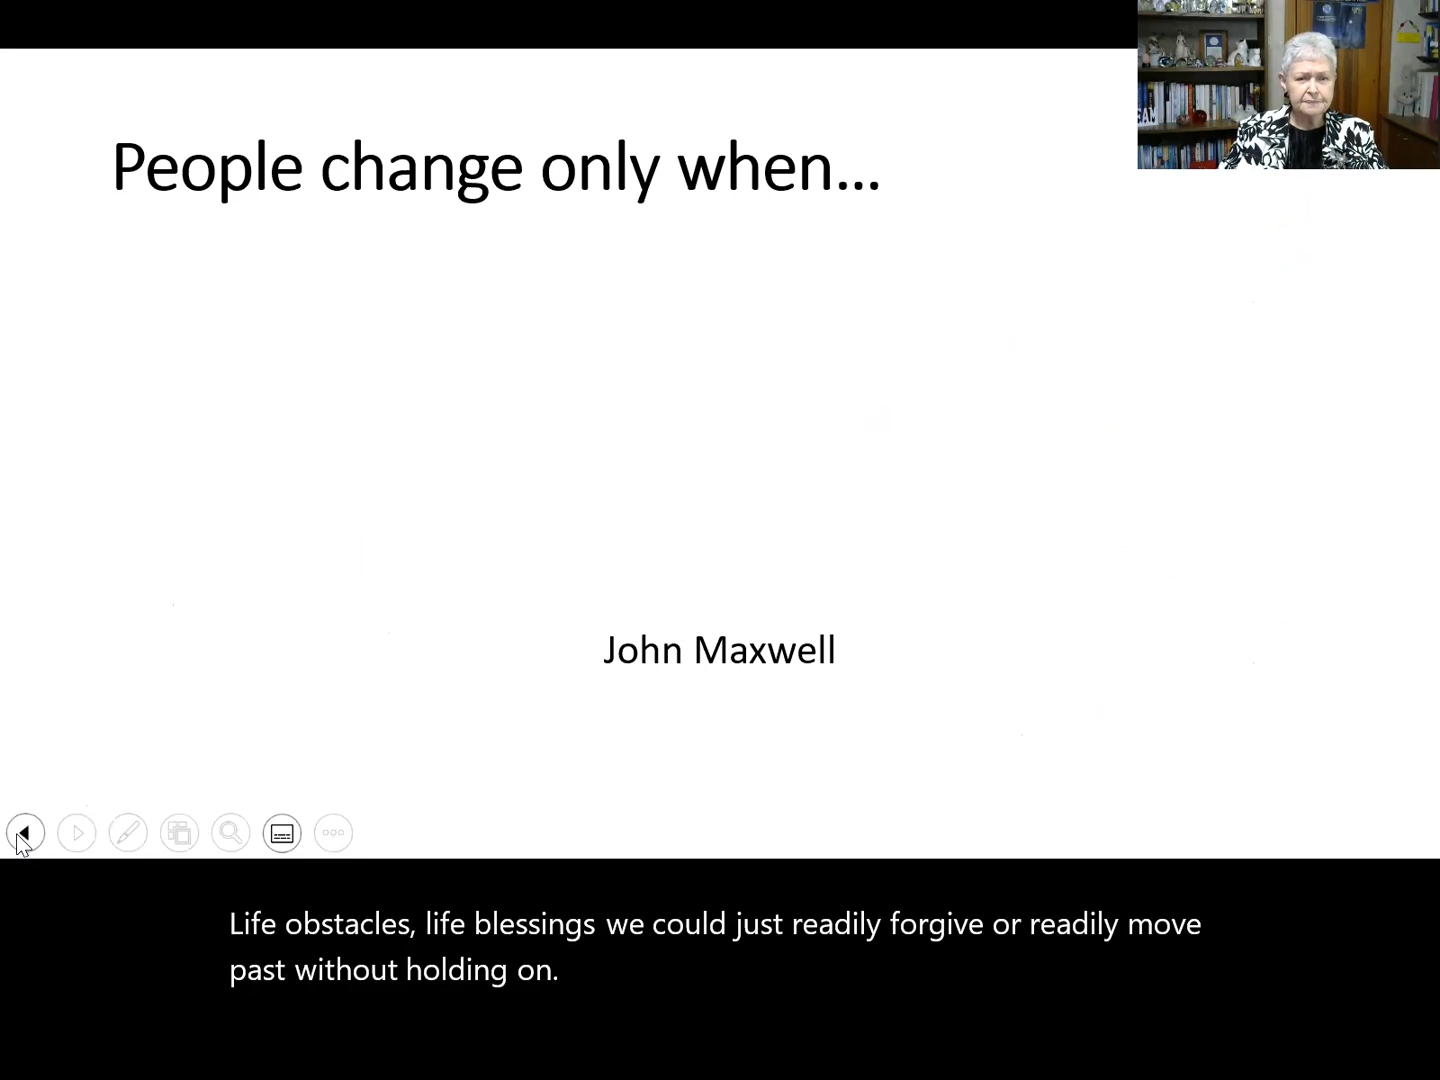 People change only when...
John Maxwell
Life obstacles, life blessings we could just readily forgive or readily move
past without holding on.